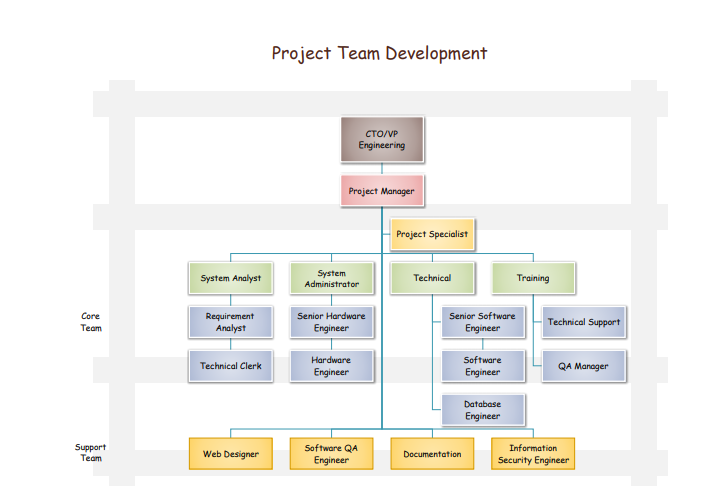 Project Team Development
CTO/VP
Engineering
Project Manager
Project Specialist
System Analyst
System
Administrator
Technical
Training
Core
Team
Requirement
Analyst
Senior Hardware
Engineer
Senior Software
Engineer
Technical Support
Technical Clerk
Hardware
Engineer
Software
Engineer
QA Manager
Database
Engineer
Support
Team
Web Designer
Software QA
Engineer
Documentation
Information
Security Engineer